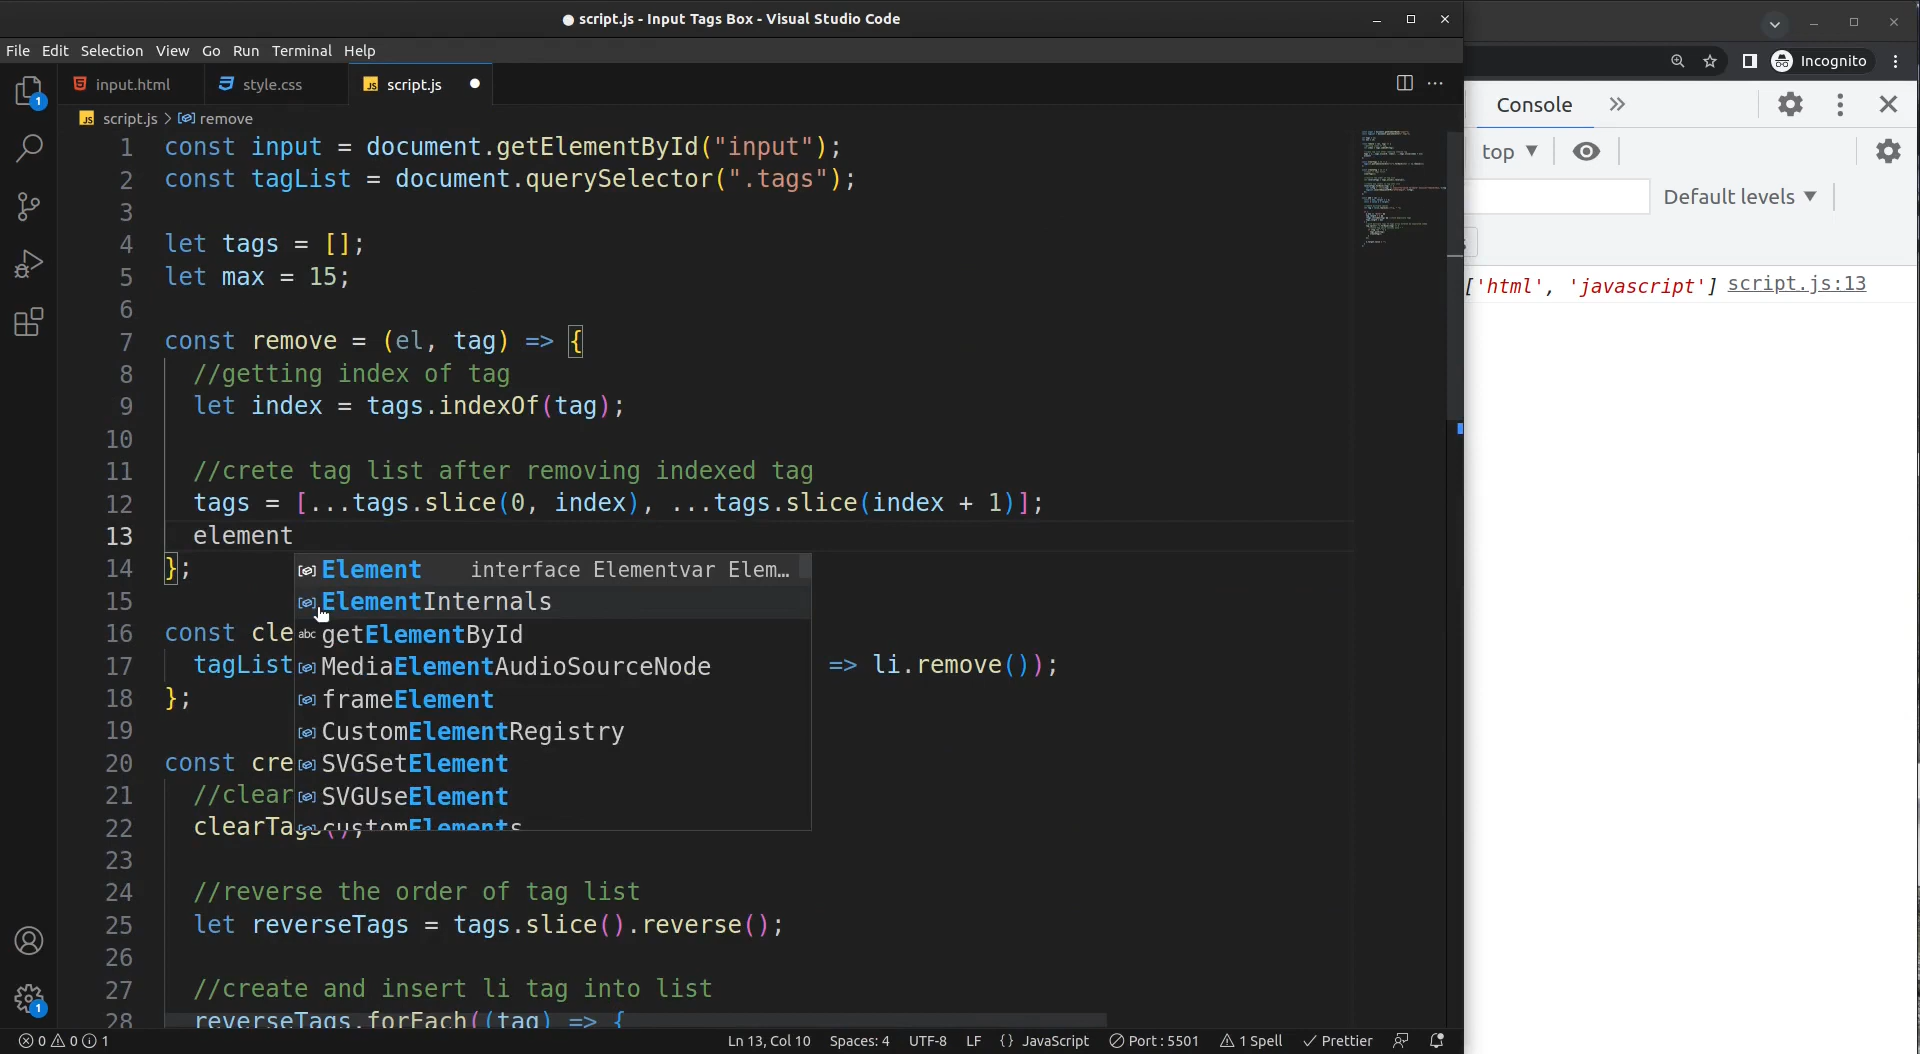 script.js - Input Tags Box - Visual Studio Code
File Edit Selection View Go Run Terminal Help
input.html style.css script.js
script.js > remove
1 const input = document.getElementById("input");
2 const tagList = document.querySelector(".tags");
3
4 let tags = [];
5 let max = 15;
6
7 const remove = (el, tag) => {
8 //getting index of tag
9 let index = tags.indexOf(tag);
10
11 //crete tag list after removing indexed tag
12 tags = [...tags.slice(0, index), ...tags.slice(index + 1)];
13 element
14 };
Element interface Elementvar Elem…
15
ElementInternals
16 const cle
getElementById
17 tagList => li.remove());
MediaElementAudioSourceNode
18 };
frameElement
19
CustomElementRegistry
20 const cre
SVGSetElement
21 //clear
SVGUseElement
22 clearTags();
customElements
23
24 //reverse the order of tag list
25 let reverseTags = tags.slice().reverse();
26
27 //create and insert li tag into list
28 reverseTags.forEach((tag) => {
0 0 1 Ln 13, Col 10 Spaces: 4 UTF-8 LF {} JavaScript Port : 5501 1 Spell Prettier
1
1
Incognito
Console
top
Default levels
['html', 'javascript'] script.js:13